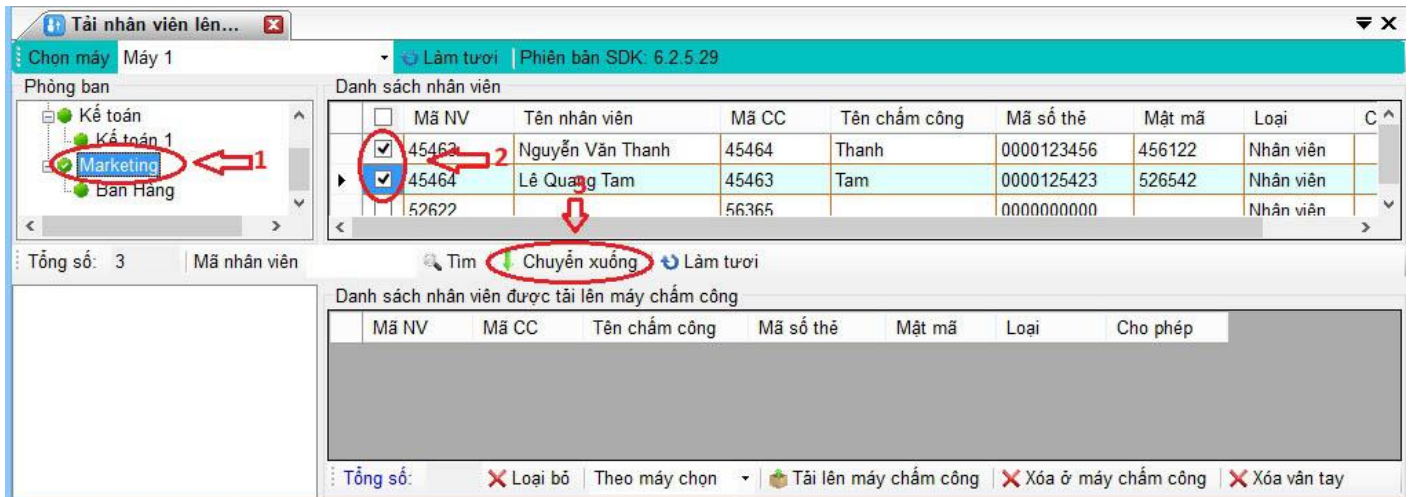 Tải nhân viên lên...
Chọn máy Máy 1 Làm tươi Phiên bản SDK: 6.2.5.29
Phòng ban Danh sách nhân viên
Kế toán
Kế toán 1
Marketing 1
Bán Hàng
Mã NV Tên nhân viên Mã CC Tên chấm công Mã số thẻ Mật mã Loại C
45463 2 Nguyễn Văn Thanh 45464 Thanh 0000123456 456122 Nhân viên
45464 Lê Quang Tam 45463 Tam 0000125423 526542 Nhân viên
3
52622 56365 0000000000 Nhân viên
Tổng số: 3 Mã nhân viên Tìm Chuyển xuống Làm tươi
Danh sách nhân viên được tải lên máy chấm công
Mã NV Mã CC Tên chấm công Mã số thẻ Mật mã Loại Cho phép
Tổng số: Loại bỏ Theo máy chọn Tải lên máy chấm công Xóa ở máy chấm công Xóa vân tay